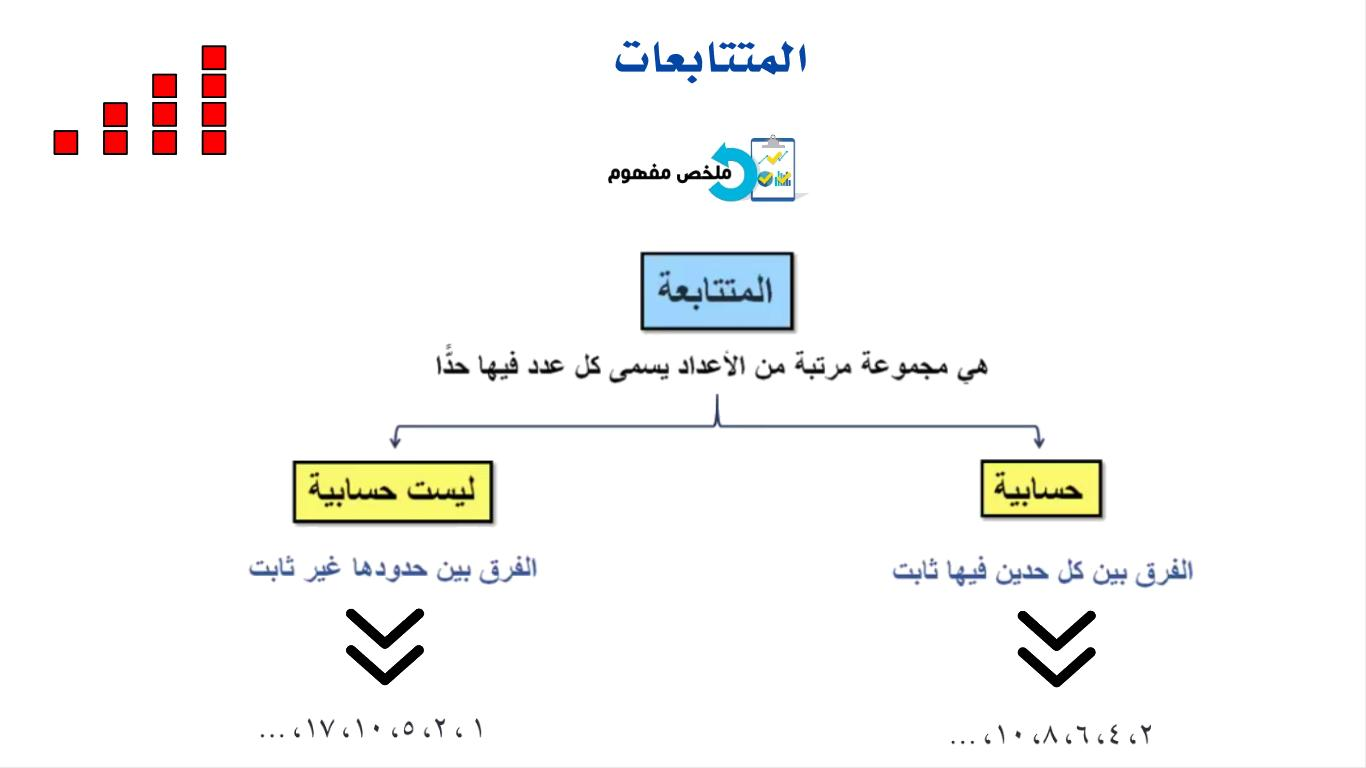 المتتابعات
ملخص مفهوم
المتتابعة
هي مجموعة مرتبة من الأعداد يسمى كل عدد فيها حدًّا
حسابية
ليست حسابية
الفرق بين كل حدين فيها ثابت
الفرق بين حدودها غير ثابت
٢، ٤، ٦، ٨، ١٠، ...
١ ، ٢، ٥، ١٠، ١٧، ...